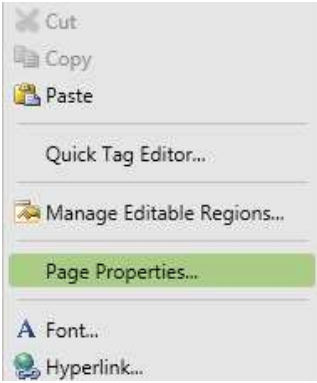 Cut
Copy
Paste
Quick Tag Editor...
Manage Editable Regions...
Page Properties...
Font...
Hyperlink...